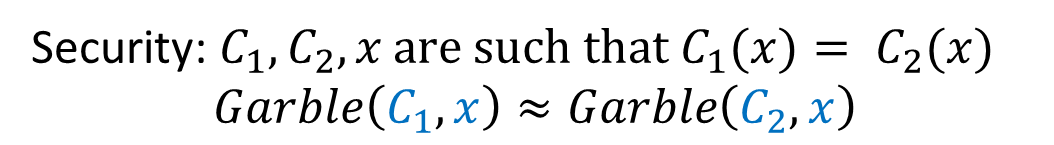 Security: C₁, C₂, x are such that C₁(x) = C₂(x)
Garble(C₁, x) ≈ Garble(C₂, x)